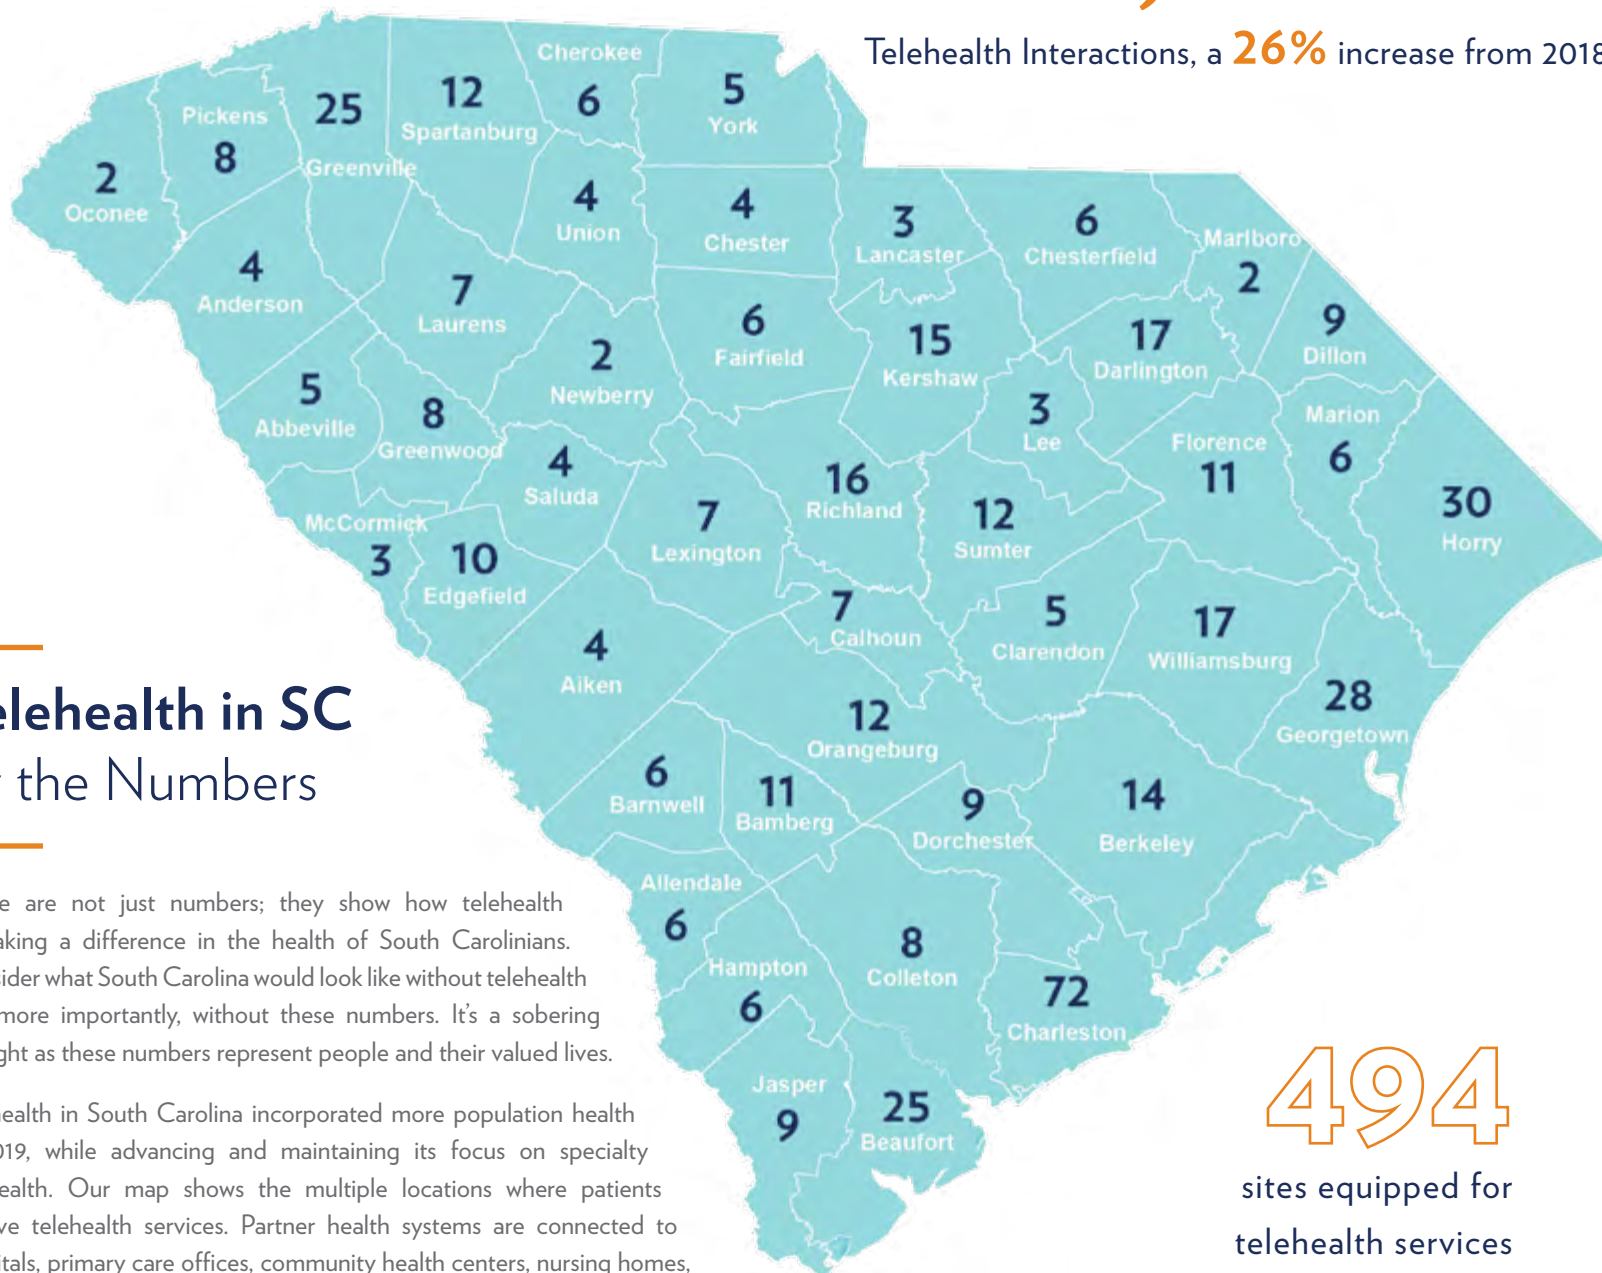 Telehealth Interactions, a 26% increase from 2018
Cherokee
6
5
York
12
Spartanburg
25
Greenville
Pickens
8
2
Oconee
4
Union
4
Chester
3
Lancaster
6
Chesterfield
Marlboro
2
4
Anderson
7
Laurens
6
Fairfield
15
Kershaw
17
Darlington
9
Dillon
2
Newberry
5
Abbeville
8
Greenwood
3
Lee
Marion
6
Florence
11
4
Saluda
16
Richland
30
Horry
7
Lexington
12
Sumter
McCormick
3
10
Edgefield
7
Calhoun
5
Clarendon
17
Williamsburg
4
Aiken
28
Georgetown
12
Orangeburg
6
Barnwell
11
Bamberg
9
Dorchester
14
Berkeley
Allendale
6
8
Colleton
Hampton
6
72
Charleston
Jasper
9
25
Beaufort
elehealth in SC
the Numbers
e are not just numbers; they show how telehealth
aking a difference in the health of South Carolinians.
sider what South Carolina would look like without telehealth
more importantly, without these numbers. It's a sobering
ght as these numbers represent people and their valued lives.
ealth in South Carolina incorporated more population health
019, while advancing and maintaining its focus on specialty
ealth. Our map shows the multiple locations where patients
ve telehealth services. Partner health systems are connected to
itals, primary care offices, community health centers, nursing homes,
494
sites equipped for
telehealth services